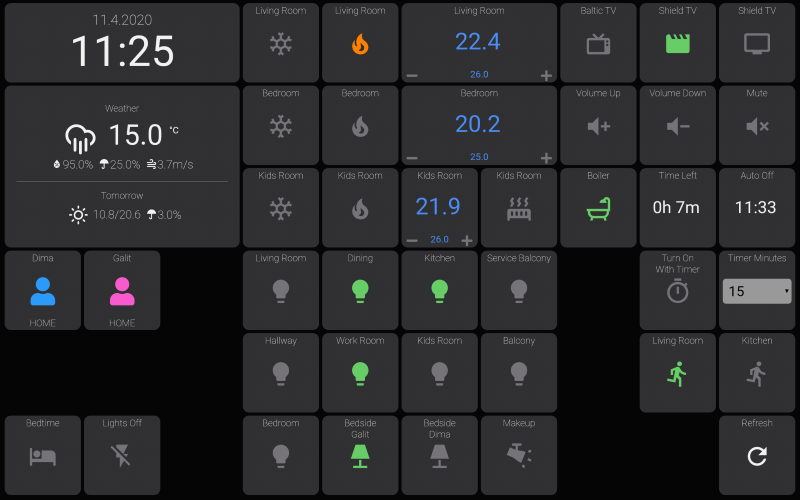 11.4.2020
11:25
Living Room
Living Room
Living Room
22.4
26.0
Baltic TV
Shield TV
Shield TV
Weather
15.0 °C
95.0% 25.0% 3.7m/s
Tomorrow
10.8/20.6 3.0%
Bedroom
Bedroom
Bedroom
20.2
25.0
Volume Up
Volume Down
Mute
Kids Room
Kids Room
Kids Room
21.9
26.0
Kids Room
Boiler
Time Left
0h 7m
Auto Off
11:33
Dima
HOME
Galit
HOME
Living Room
Dining
Kitchen
Service Balcony
Turn On
With Timer
Timer Minutes
15
Hallway
Work Room
Kids Room
Balcony
Living Room
Kitchen
Bedtime
Lights Off
Bedroom
Bedside
Galit
Bedside
Dima
Makeup
Refresh